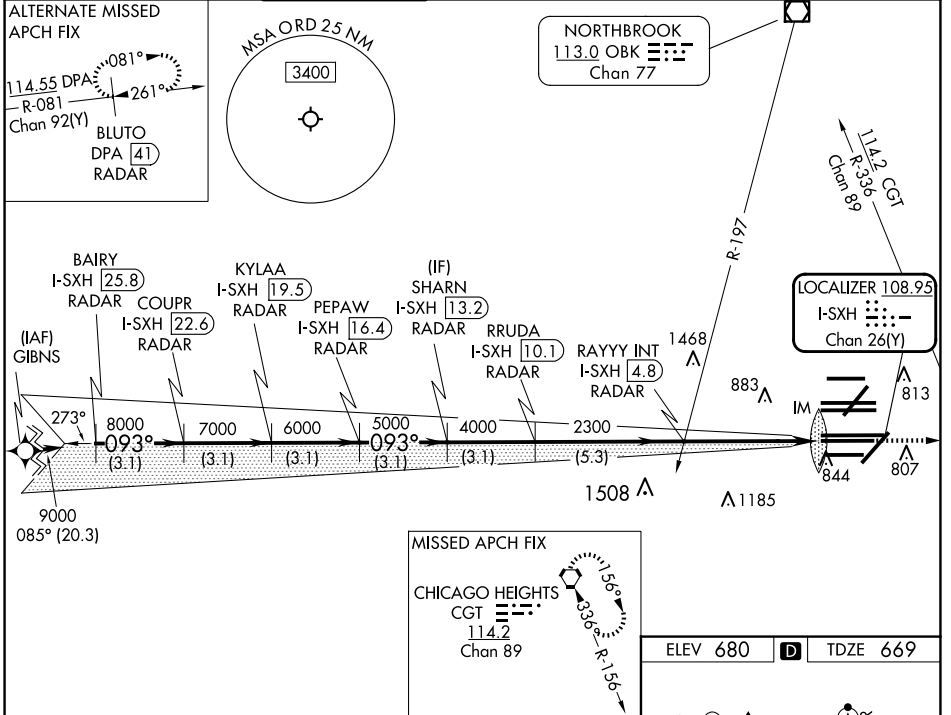 ALTERNATE MISSED
APCH FIX
114.55 DPA
R-081
Chan 92(Y)
081°
261°
BLUTO
DPA 41
RADAR
MSA ORD 25 NM
3400
NORTHBROOK
113.0 OBK
Chan 77
114.2 CGT
R-336
Chan 89
R-197
LOCALIZER 108.95
I-SXH
Chan 26(Y)
(IAF)
GIBNS
BAIRY
I-SXH 25.8
RADAR
COUPR
I-SXH 22.6
RADAR
KYLAA
I-SXH 19.5
RADAR
PEPAW
I-SXH 16.4
RADAR
(IF)
SHARN
I-SXH 13.2
RADAR
RRUDA
I-SXH 10.1
RADAR
RAYYY INT
I-SXH 4.8
RADAR
1468
883
IM
813
273°
8000
7000
6000
5000
4000
2300
093°
093°
(3.1)
(3.1)
(3.1)
(3.1)
(3.1)
(5.3)
844
807
1508
1185
9000
085° (20.3)
MISSED APCH FIX
CHICAGO HEIGHTS
CGT
114.2
Chan 89
156°
336°
R-156
ELEV 680
D
TDZE 669